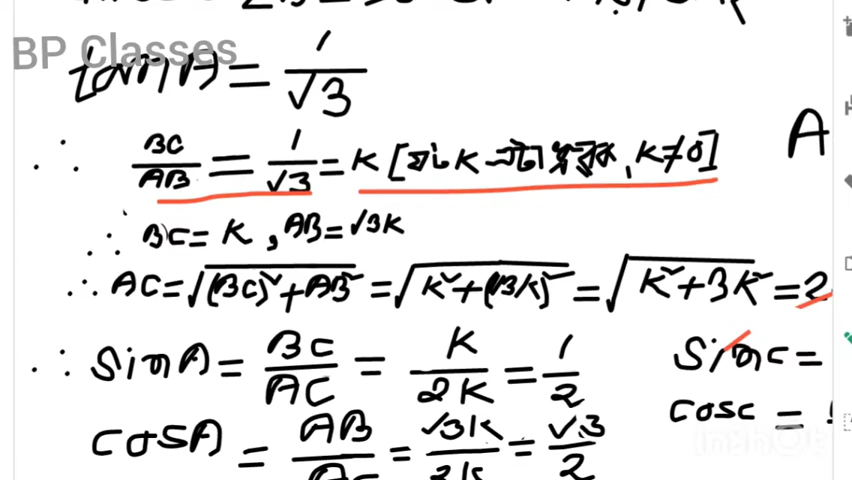 BP Classes
tanA = 1/√3
A
∴ BC/AB = 1/√3 = K [ K , K≠0]
∴ BC = K, AB = √3K
∴ AC = √(BC)² + AB² = √K² + (√3K)² = √K² + 3K² = 2
∴ SinA = BC/AC = K/2K = 1/2
Sinc =
cosA = AB/AC = √3K/2K = √3/2
cosc =